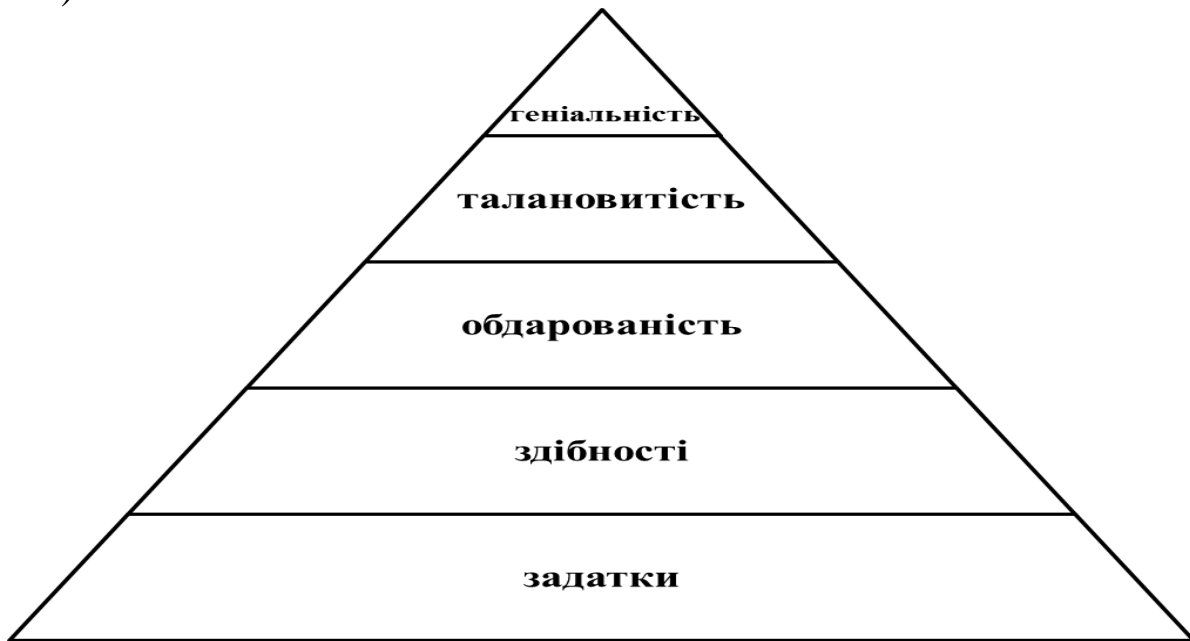 геніальність
талановитість
обдарованість
здібності
задатки